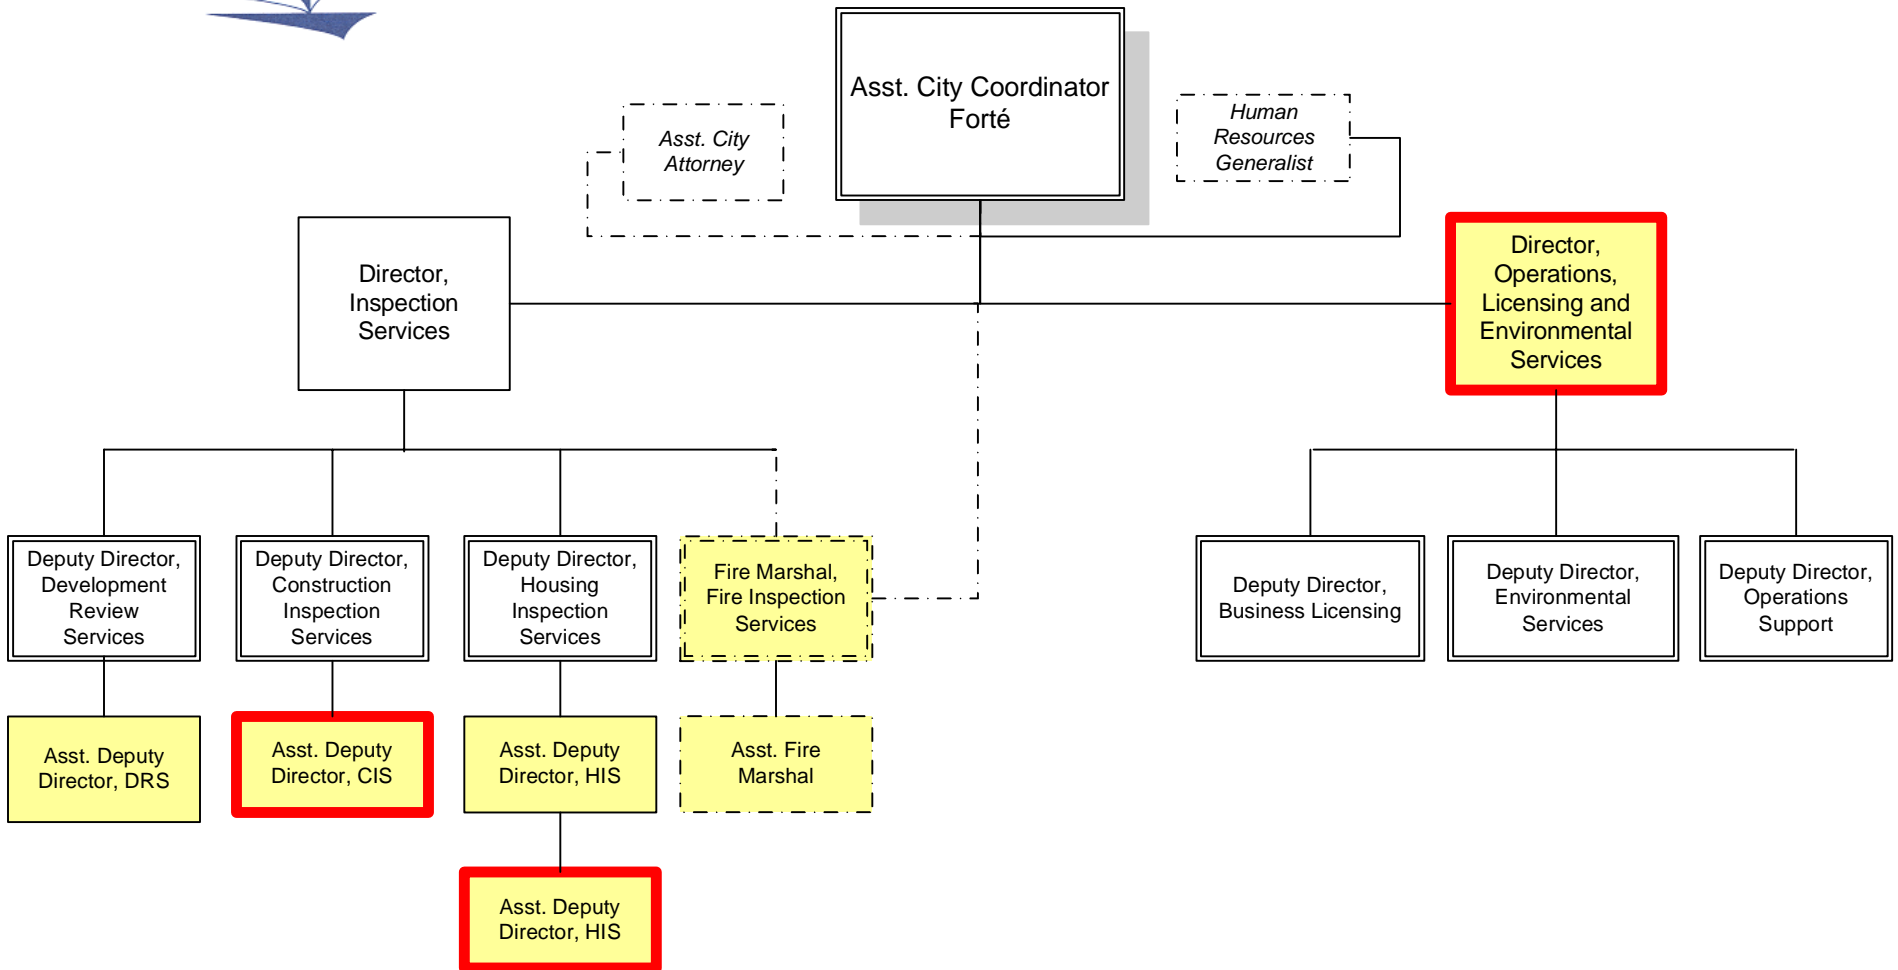 Asst. City Coordinator
Forté
Asst. City
Attorney
Human
Resources
Generalist
Director,
Inspection
Services
Director,
Operations,
Licensing and
Environmental
Services
Deputy Director,
Development
Review
Services
Deputy Director,
Construction
Inspection
Services
Deputy Director,
Housing
Inspection
Services
Fire Marshal,
Fire Inspection
Services
Deputy Director,
Business Licensing
Deputy Director,
Environmental
Services
Deputy Director,
Operations
Support
Asst. Deputy
Director, DRS
Asst. Deputy
Director, CIS
Asst. Deputy
Director, HIS
Asst. Fire
Marshal
Asst. Deputy
Director, HIS